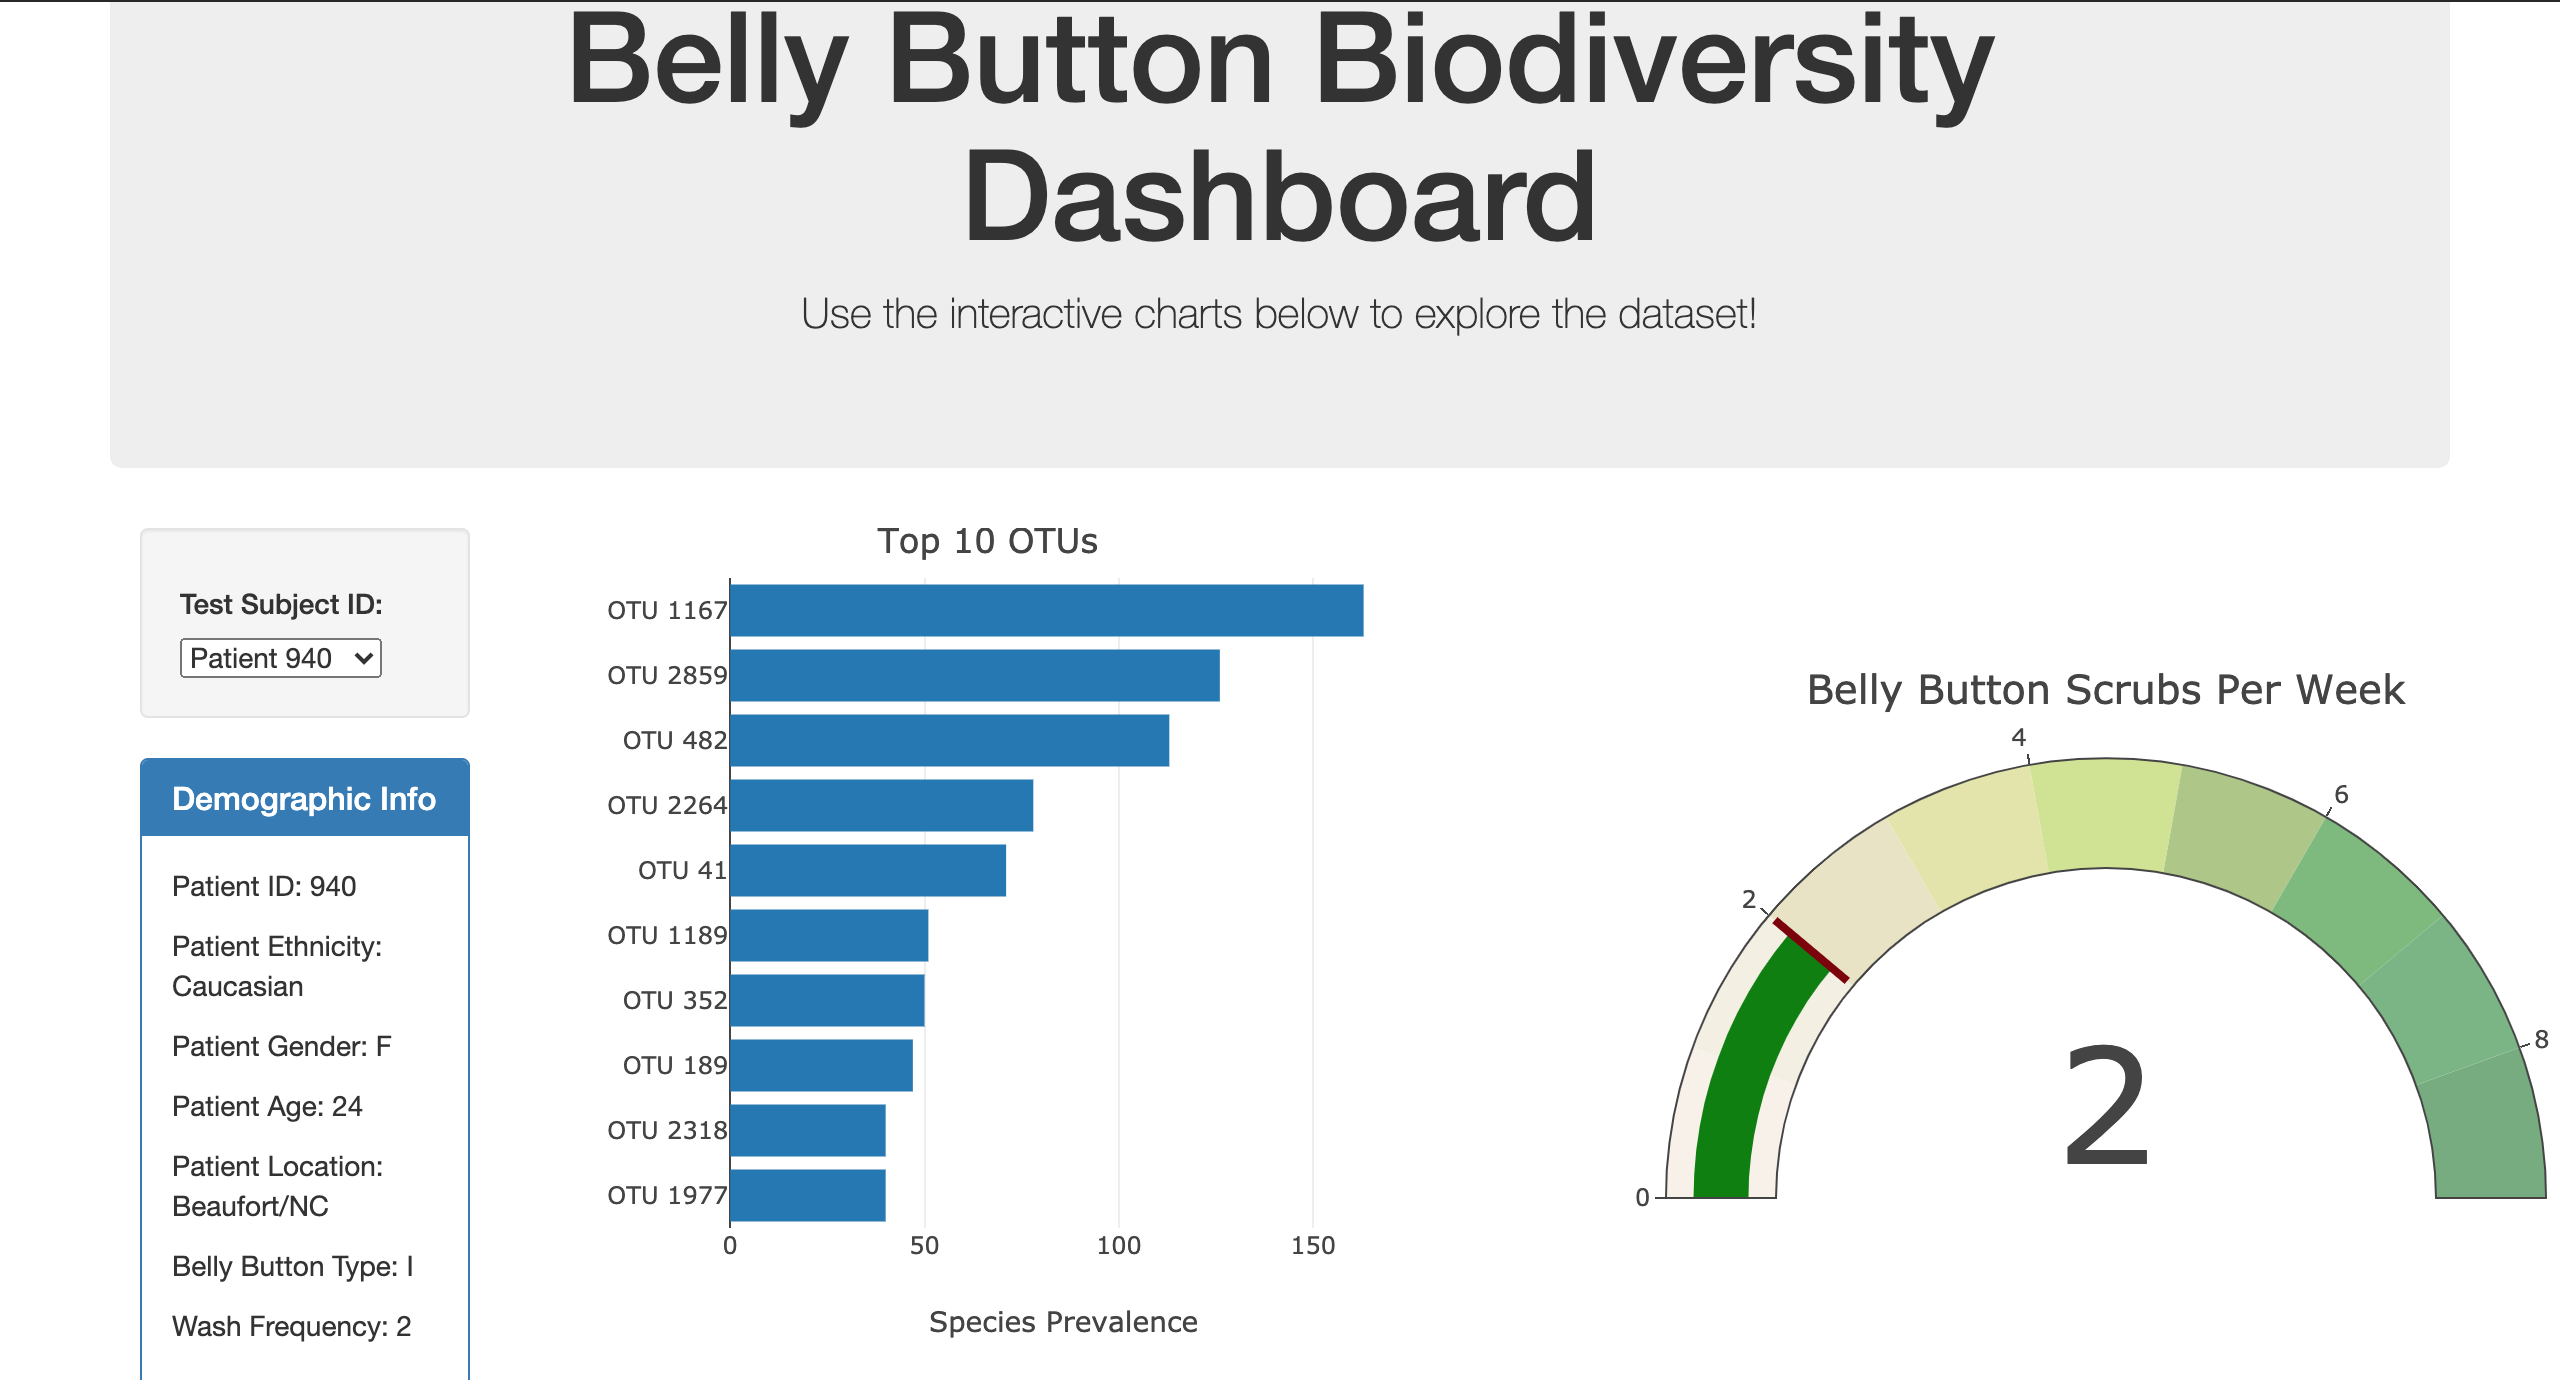 Belly Button Biodiversity
Dashboard
Use the interactive charts below to explore the dataset!
Test Subject ID:
Patient 940
Demographic Info
Patient ID: 940
Patient Ethnicity:
Caucasian
Patient Gender: F
Patient Age: 24
Patient Location:
Beaufort/NC
Belly Button Type: I
Wash Frequency: 2
Top 10 OTUs
OTU 1167
OTU 2859
OTU 482
OTU 2264
OTU 41
OTU 1189
OTU 352
OTU 189
OTU 2318
OTU 1977
0 50 100 150
Species Prevalence
Belly Button Scrubs Per Week
0
2
4
6
8
2